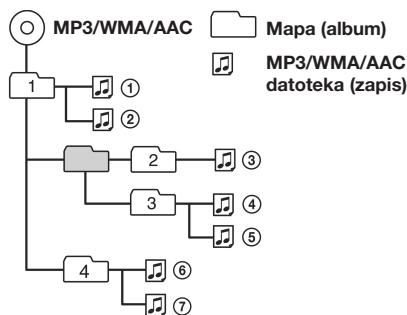 MP3/WMA/AAC
Mapa (album)
MP3/WMA/AAC
datoteka (zapis)
1
①
②
2
③
3
④
⑤
4
⑥
⑦